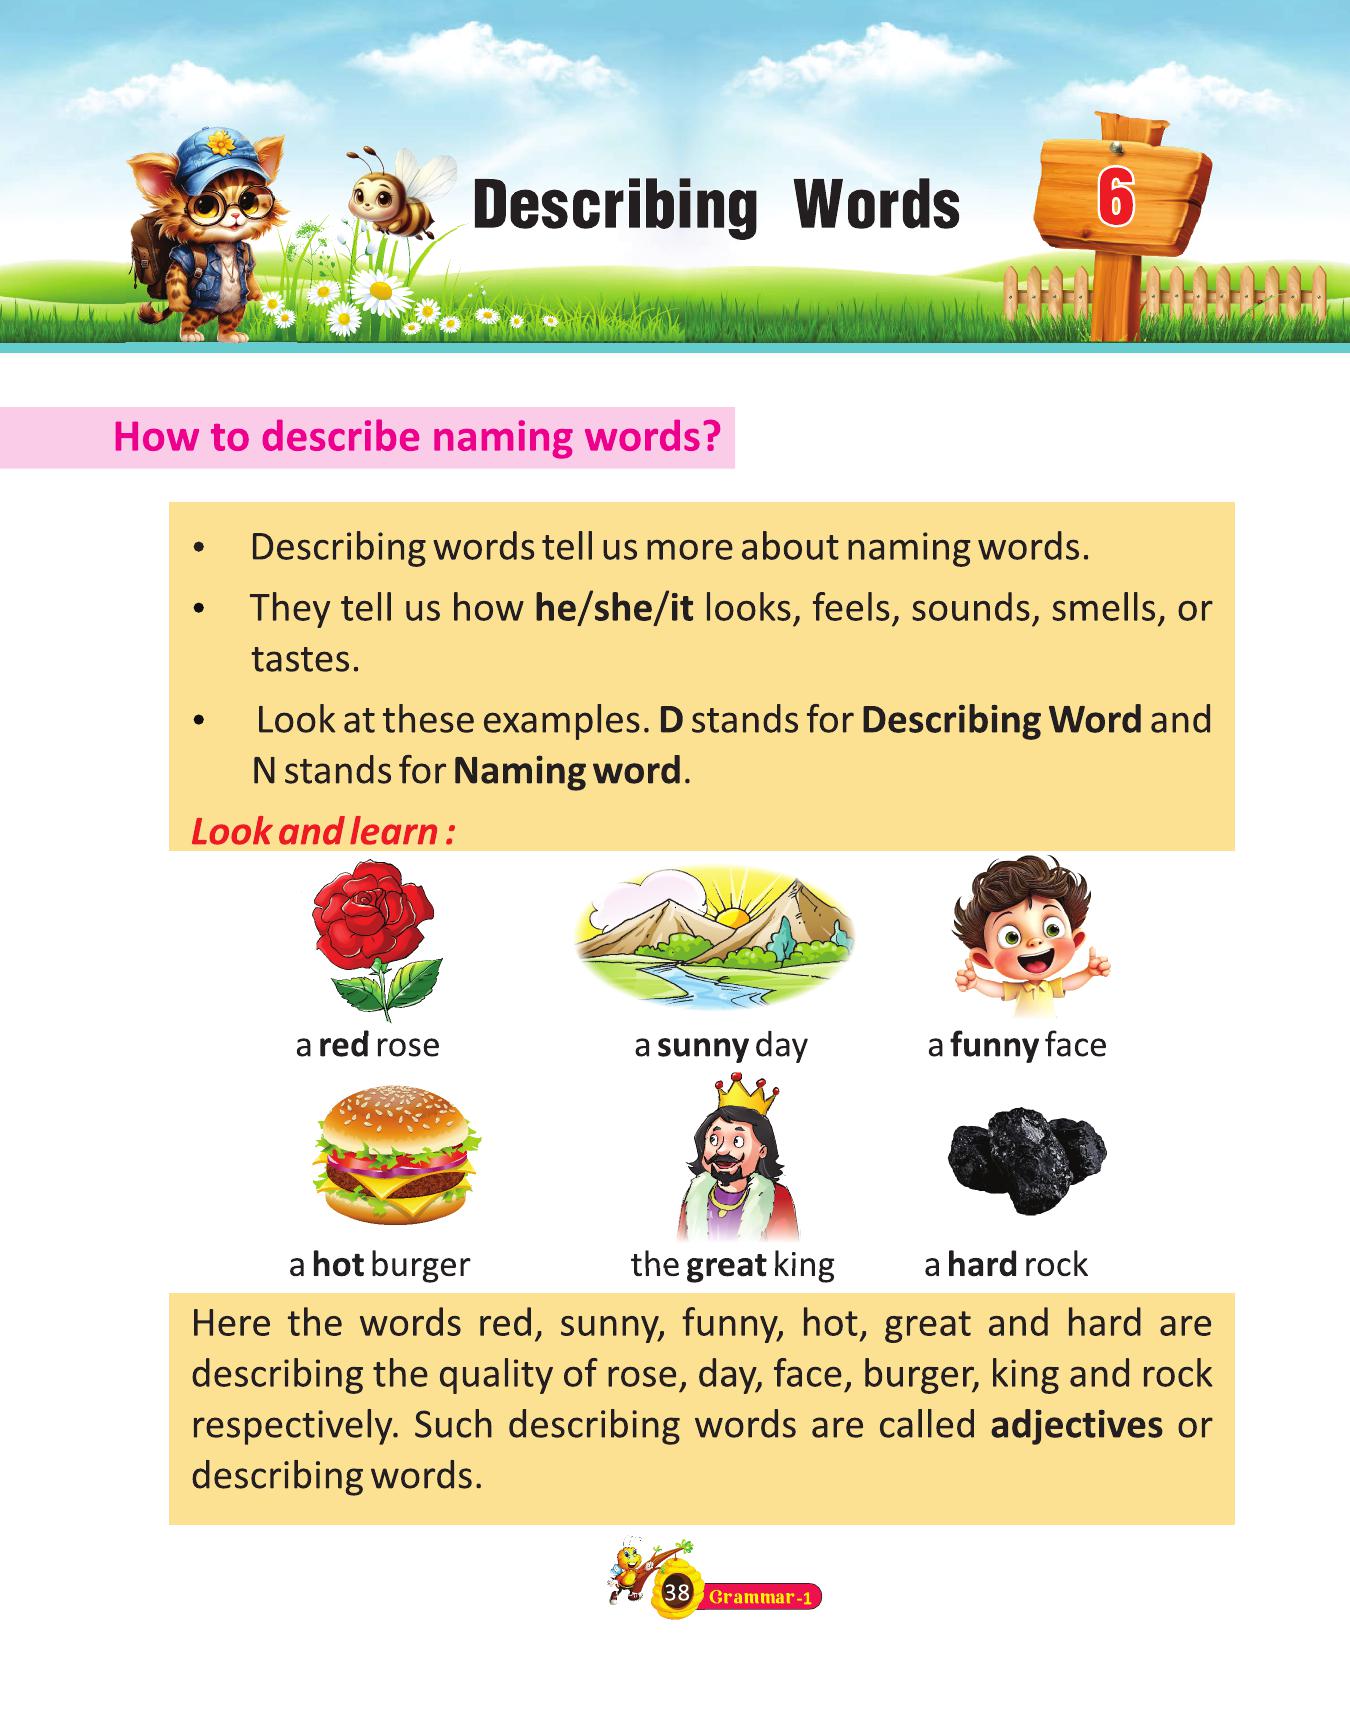 Describing Words
6
How to describe naming words?
• Describing words tell us more about naming words.
• They tell us how he/she/it looks, feels, sounds, smells, or
tastes.
• Look at these examples. D stands for Describing Word and
N stands for Naming word.
Look and learn :
a red rose
a sunny day
a funny face
a hot burger
the great king
a hard rock
Here the words red, sunny, funny, hot, great and hard are
describing the quality of rose, day, face, burger, king and rock
respectively. Such describing words are called adjectives or
describing words.
38
Grammar-1